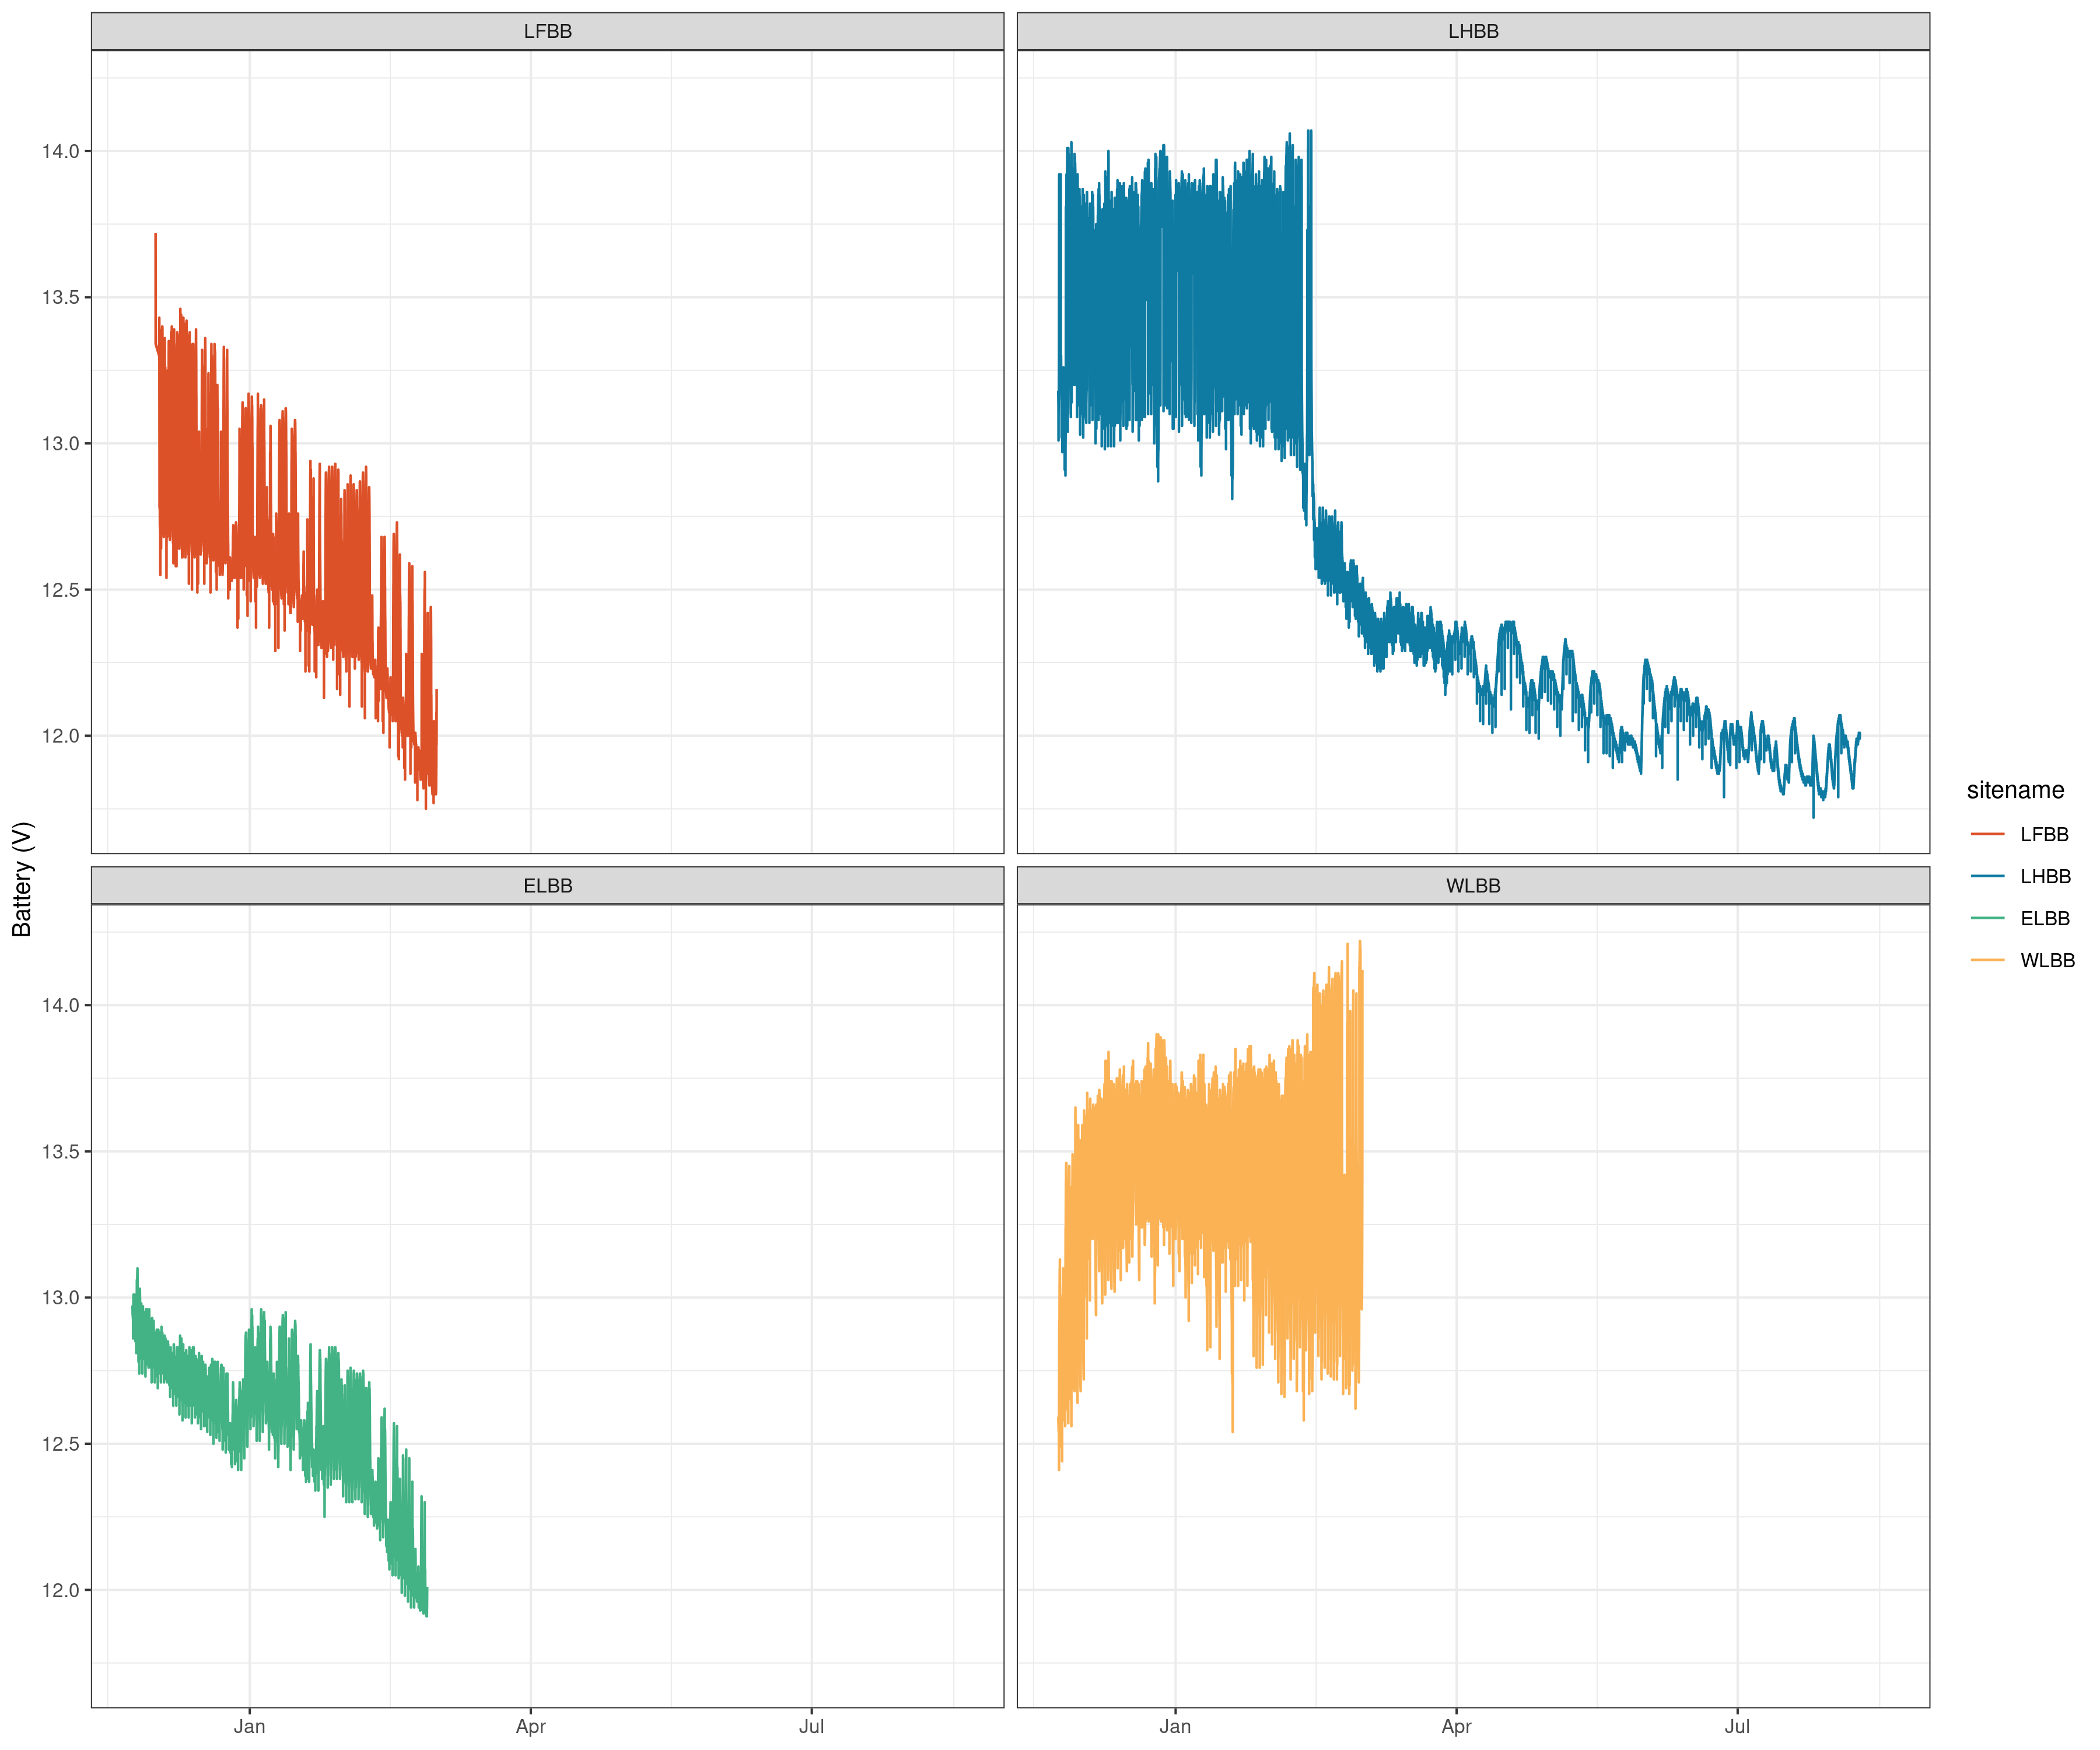 LFBB
LHBB
14.0
13.5
13.0
12.5
12.0
Battery (V)
ELBB
WLBB
14.0
13.5
13.0
12.5
12.0
Jan
Apr
Jul
Jan
Apr
Jul
sitename
LFBB
LHBB
ELBB
WLBB